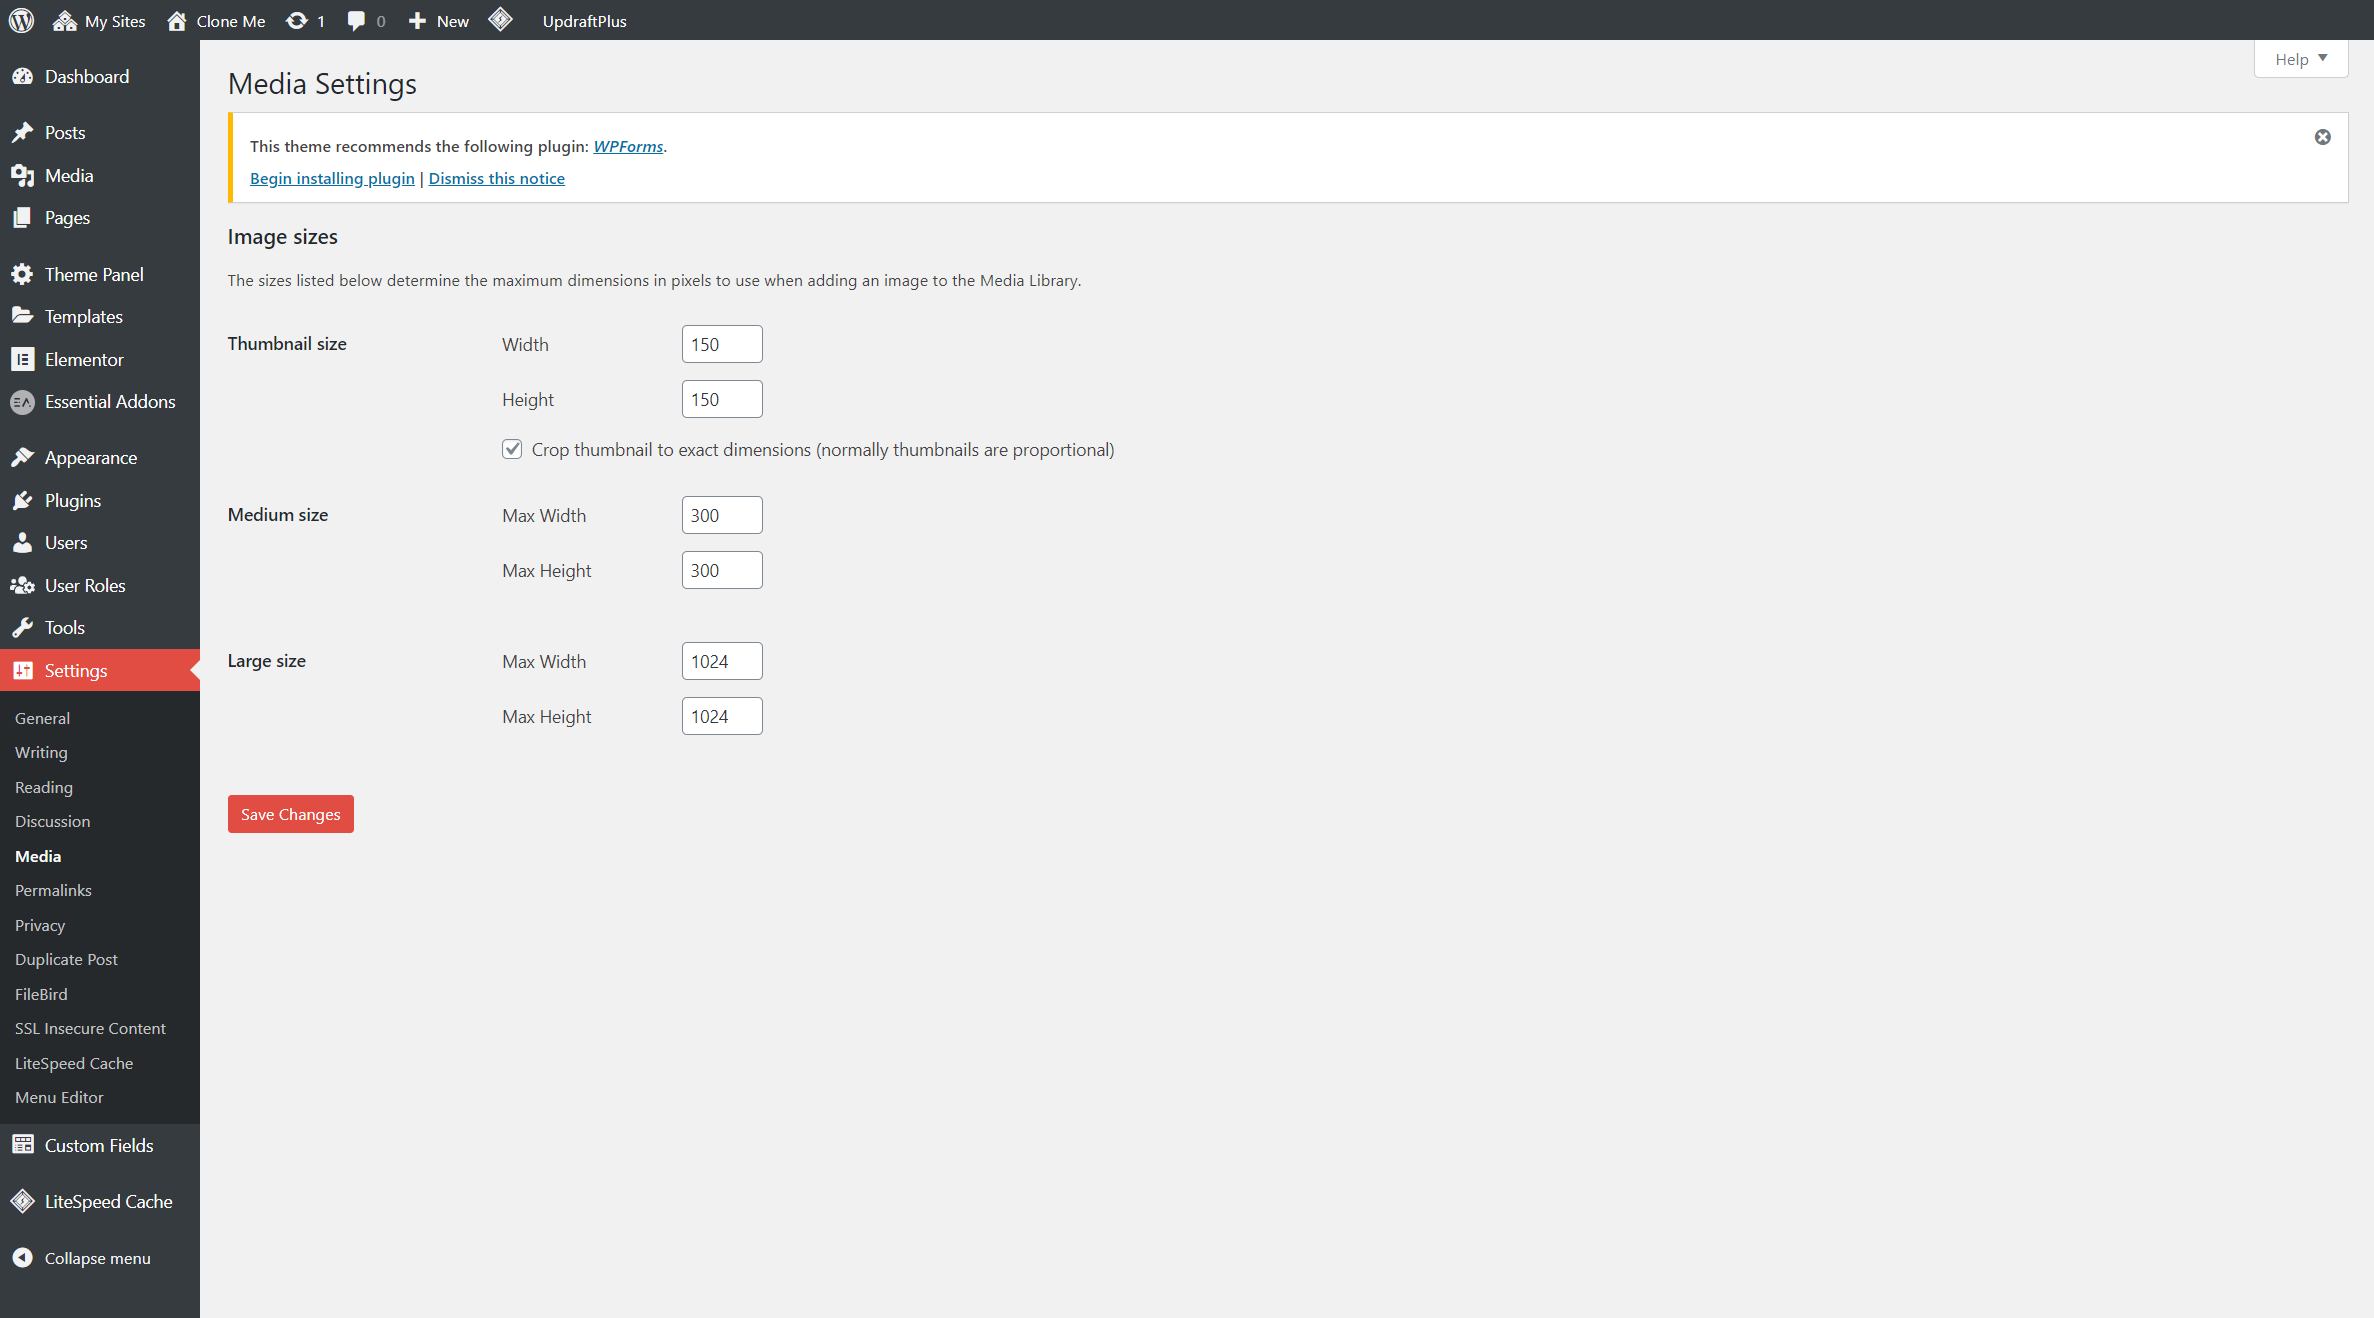 My Sites Clone Me 1 0 New UpdraftPlus
Dashboard
Posts
Media
Pages
Theme Panel
Templates
Elementor
Essential Addons
Appearance
Plugins
Users
User Roles
Tools
Settings
General
Writing
Reading
Discussion
Media
Permalinks
Privacy
Duplicate Post
FileBird
SSL Insecure Content
LiteSpeed Cache
Menu Editor
Custom Fields
LiteSpeed Cache
Collapse menu
Help
Media Settings
This theme recommends the following plugin: WPForms.
Begin installing plugin | Dismiss this notice
Image sizes
The sizes listed below determine the maximum dimensions in pixels to use when adding an image to the Media Library.
Thumbnail size Width 150
Height 150
Crop thumbnail to exact dimensions (normally thumbnails are proportional)
Medium size Max Width 300
Max Height 300
Large size Max Width 1024
Max Height 1024
Save Changes